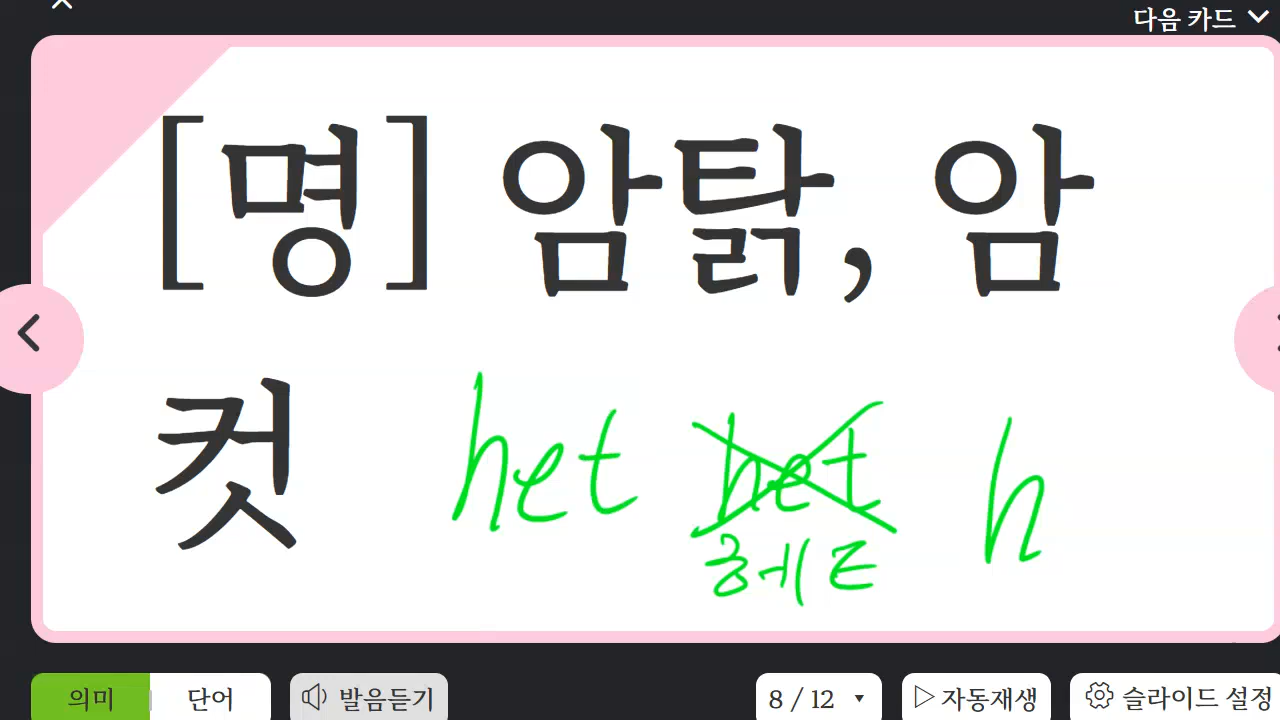 다음 카드
[명] 암탉, 암
컷
het het h
헤트
의미 단어 발음듣기 8 / 12 자동재생 슬라이드 설정